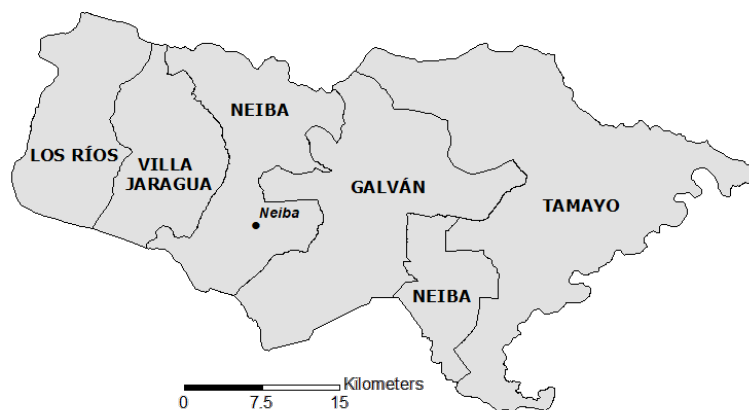 NEIBA
LOS RÍOS
VILLA
JARAGUA
GALVÁN
TAMAYO
Neiba
NEIBA
Kilometers
0 7.5 15